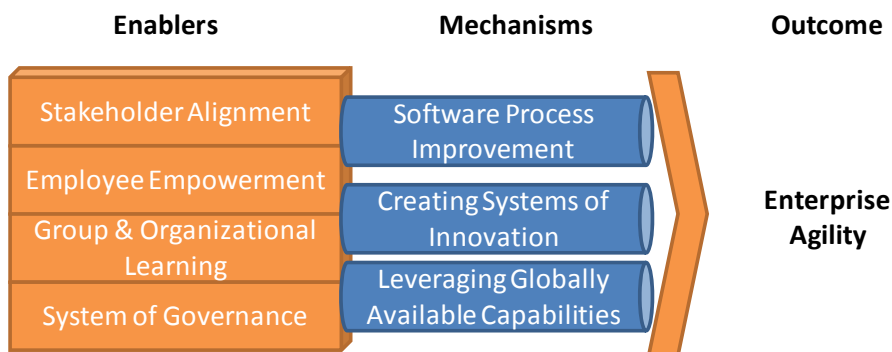 Enablers
Mechanisms
Outcome
Stakeholder Alignment
Employee Empowerment
Group & Organizational
Learning
System of Governance
Software Process
Improvement
Creating Systems of
Innovation
Leveraging Globally
Available Capabilities
Enterprise
Agility